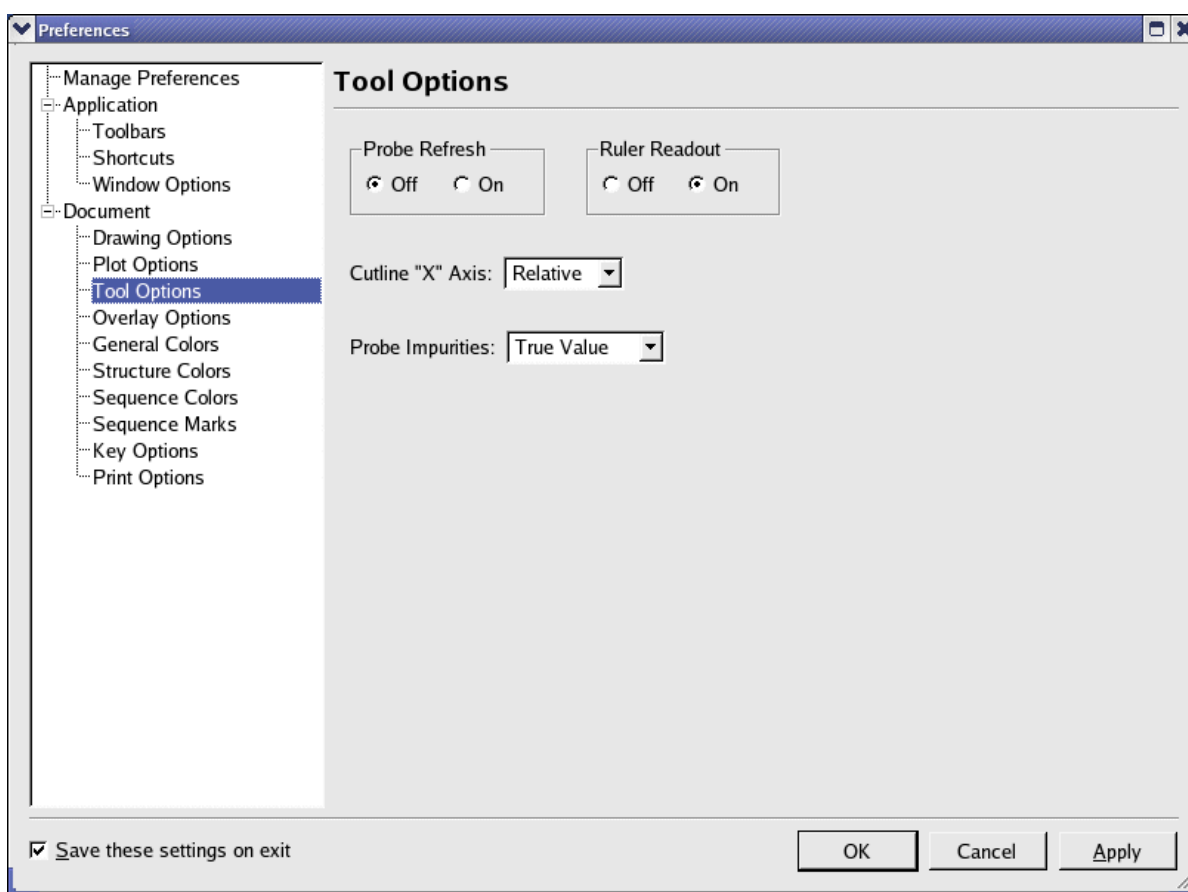 Preferences
Manage Preferences
Application
Toolbars
Shortcuts
Window Options
Document
Drawing Options
Plot Options
Tool Options
Overlay Options
General Colors
Structure Colors
Sequence Colors
Sequence Marks
Key Options
Print Options
Tool Options
Probe Refresh
Off On
Ruler Readout
Off On
Cutline "X" Axis: Relative
Probe Impurities: True Value
Save these settings on exit
OK Cancel Apply